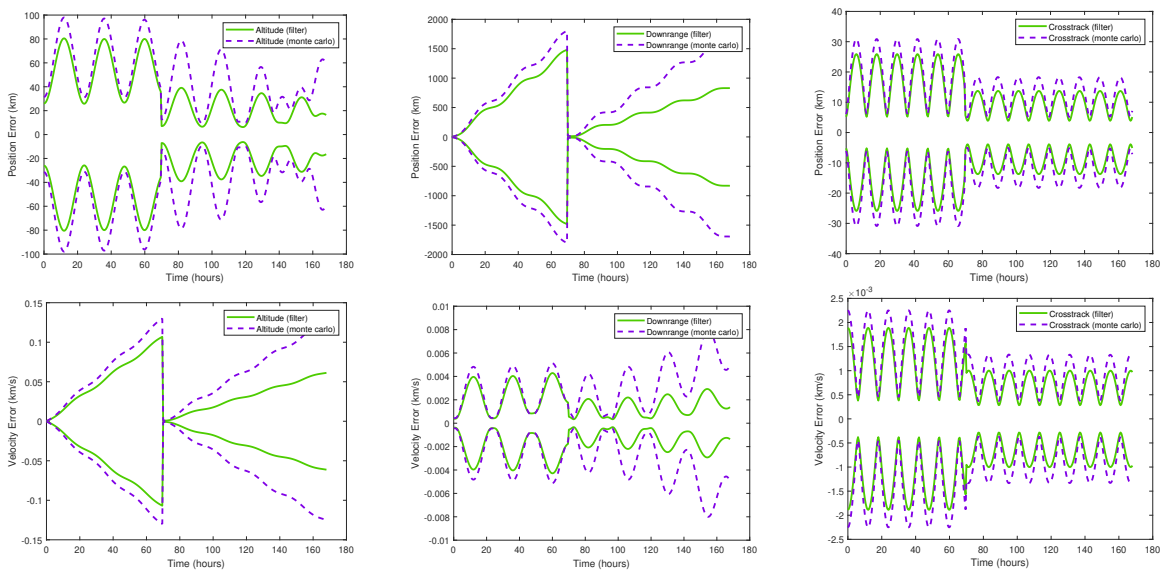 100
80
60
40
20
0
-20
-40
-60
-80
-100
Position Error (km)
0 20 40 60 80 100 120 140 160 180
Time (hours)
Altitude (filter)
Altitude (monte carlo)
2000
1500
1000
500
0
-500
-1000
-1500
-2000
Position Error (km)
0 20 40 60 80 100 120 140 160 180
Time (hours)
Downrange (filter)
Downrange (monte carlo)
40
30
20
10
0
-10
-20
-30
-40
Position Error (km)
0 20 40 60 80 100 120 140 160 180
Time (hours)
Crosstrack (filter)
Crosstrack (monte carlo)
0.15
0.1
0.05
0
-0.05
-0.1
-0.15
Velocity Error (km/s)
0 20 40 60 80 100 120 140 160 180
Time (hours)
Altitude (filter)
Altitude (monte carlo)
0.01
0.008
0.006
0.004
0.002
0
-0.002
-0.004
-0.006
-0.008
-0.01
Velocity Error (km/s)
0 20 40 60 80 100 120 140 160 180
Time (hours)
Downrange (filter)
Downrange (monte carlo)
×10⁻³
2.5
2
1.5
1
0.5
0
-0.5
-1
-1.5
-2
-2.5
Velocity Error (km/s)
0 20 40 60 80 100 120 140 160 180
Time (hours)
Crosstrack (filter)
Crosstrack (monte carlo)